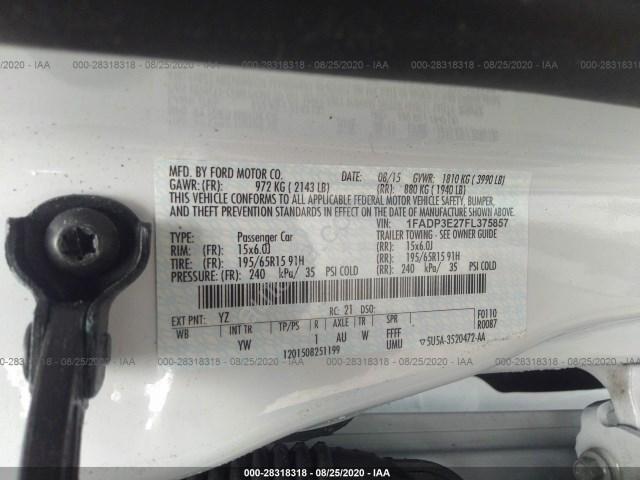 000-28318318 - 08/25/2020 - IAA
MFD. BY FORD MOTOR CO.
DATE: 08/15 GVWR: 1810 KG ( 3990 LB)
GAWR: (FR): 972 KG ( 2143 LB) (RR): 880 KG ( 1940 LB)
THIS VEHICLE CONFORMS TO ALL APPLICABLE FEDERAL MOTOR VEHICLE SAFETY, BUMPER,
AND THEFT PREVENTION STANDARDS IN EFFECT ON THE DATE OF MANUFACTURE SHOWN ABOVE.
VIN: 1FADP3E27FL375857
TYPE: Passenger Car TRAILER TOWING - SEE OWNER GUIDE
RIM: (FR): 15x6.0J (RR): 15x6.0J
TIRE: (FR): 195/65R15 91H (RR): 195/65R15 91H
PRESSURE: (FR): 240 kPa/ 35 PSI COLD (RR): 240 kPa/ 35 PSI COLD
EXT PNT: YZ RC: 21 DSO: F0110
WB INT TR TP/PS R AXLE TR SPR R0087
YW 1 AU W FFFF
UMU
1201508251199 ▽5U5A-3520472-AA
000-28318318 - 08/25/2020 - IAA